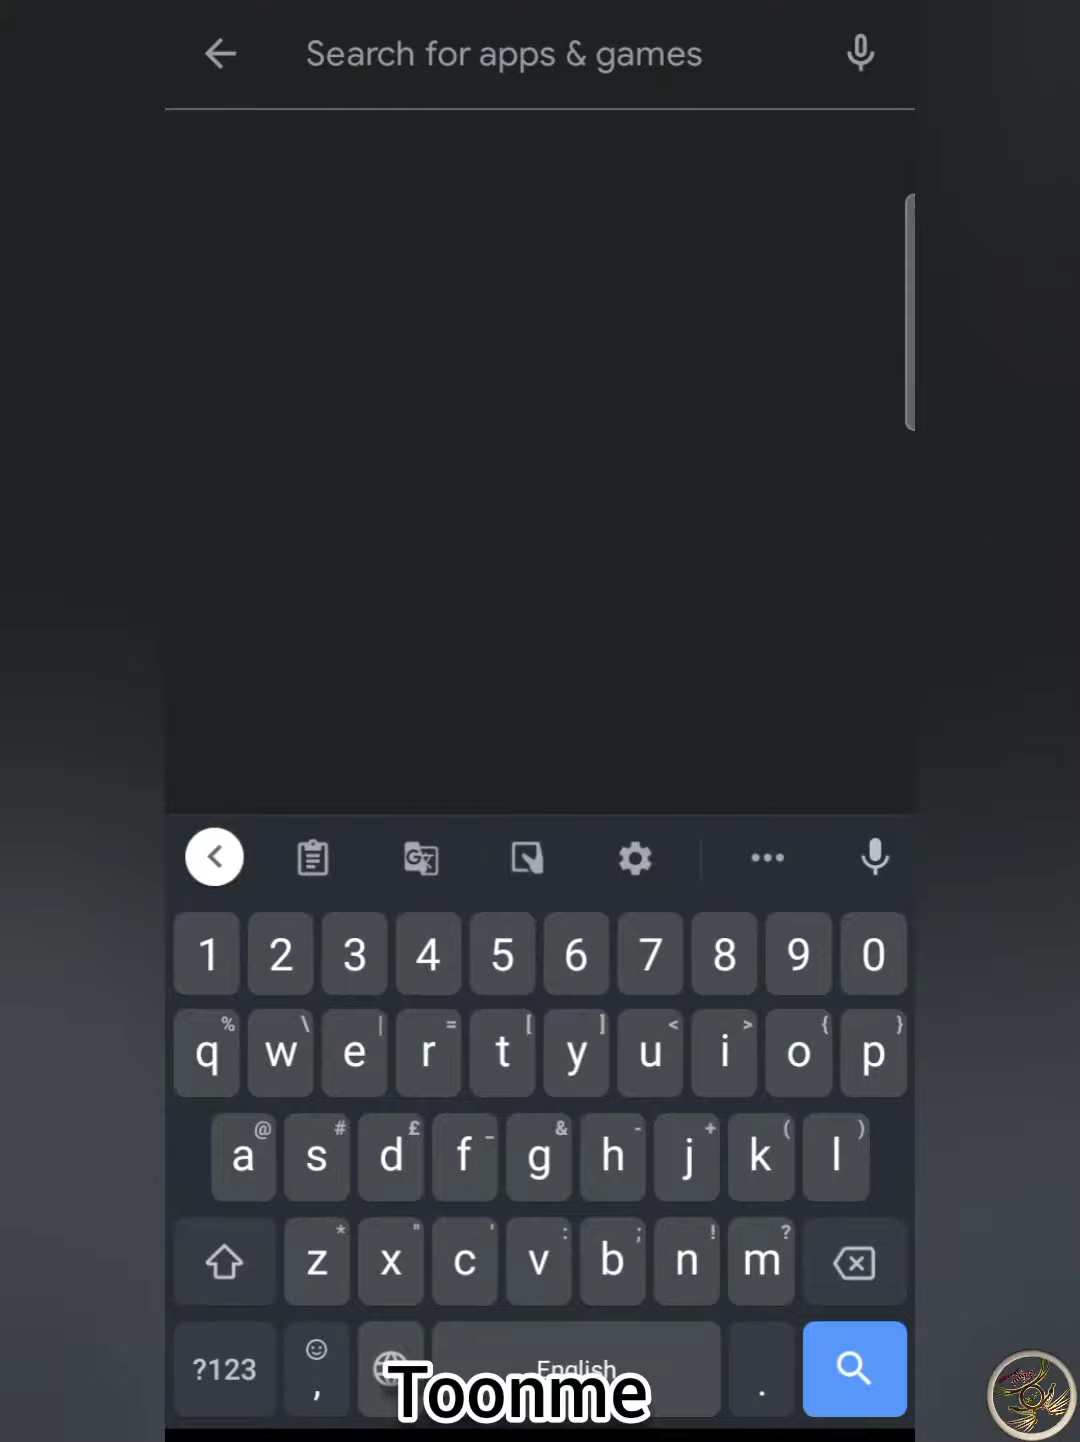 Search for apps & games
1 2 3 4 5 6 7 8 9 0
% \ | = [ ] < > { }
q w e r t y u i o p
@ # £ _ & - + ( )
a s d f g h j k l
* " ' : ; ! ?
z x c v b n m
?123 , English .
Toonme